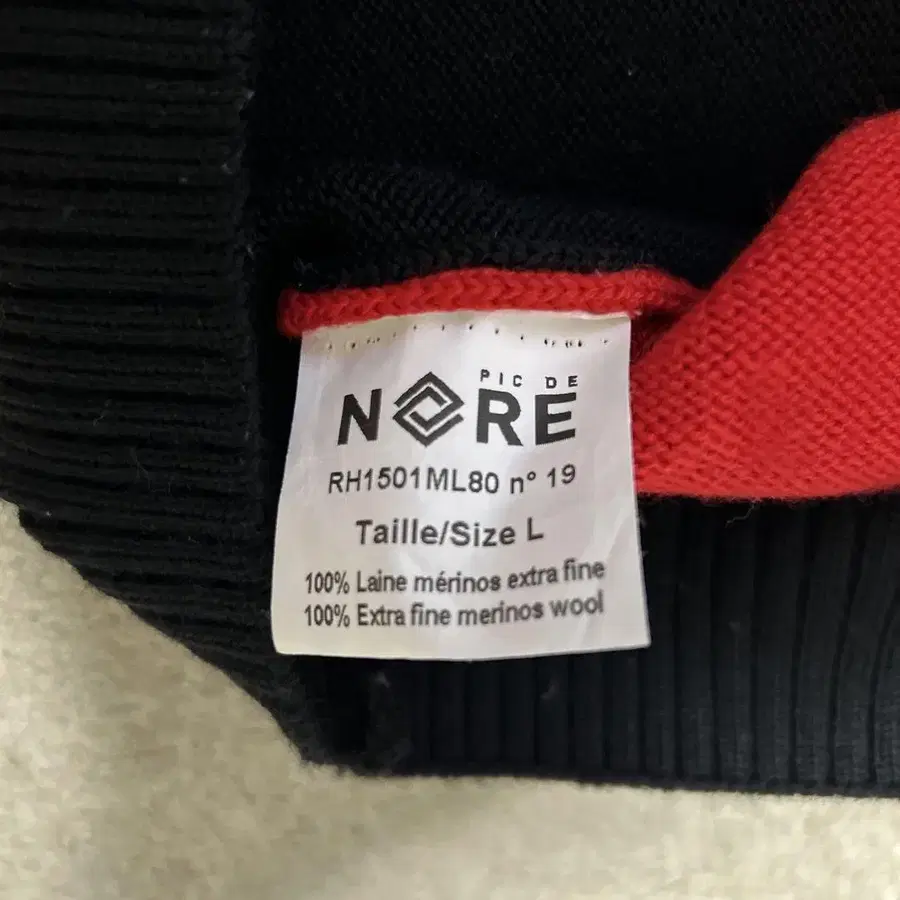 PIC DE
NORE
RH1501ML80 n° 19
Taille/Size L
100% Laine mérinos extra fine
100% Extra fine merinos wool